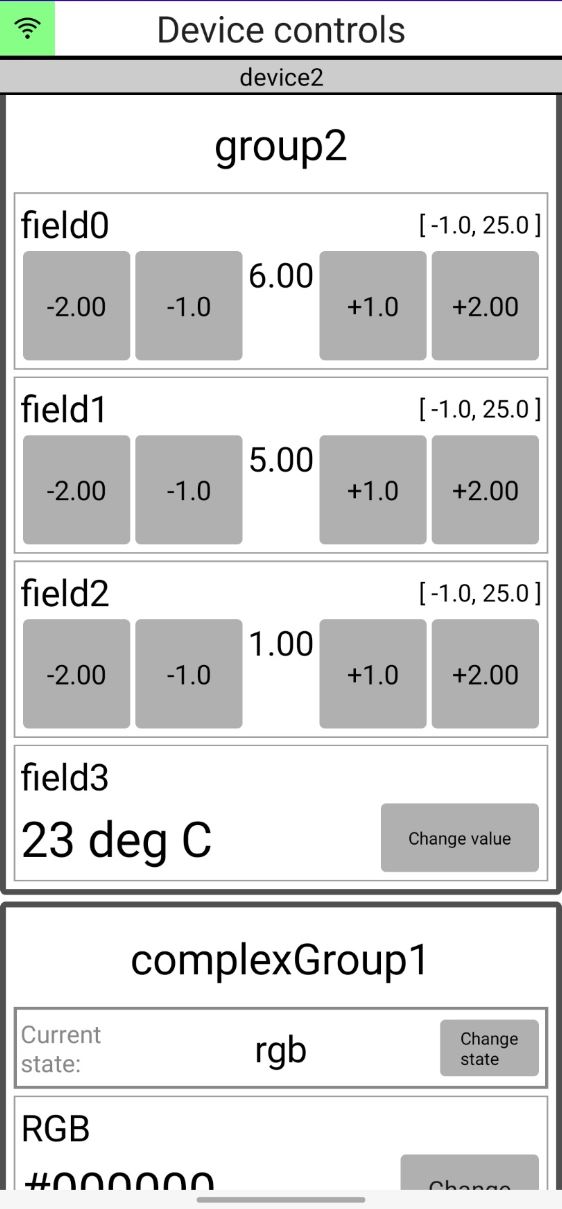 Device controls
device2
group2
field0 [ -1.0, 25.0 ]
-2.00 -1.0 6.00 +1.0 +2.00
field1 [ -1.0, 25.0 ]
-2.00 -1.0 5.00 +1.0 +2.00
field2 [ -1.0, 25.0 ]
-2.00 -1.0 1.00 +1.0 +2.00
field3
23 deg C Change value
complexGroup1
Current
state: rgb Change
state
RGB
#000000 Change